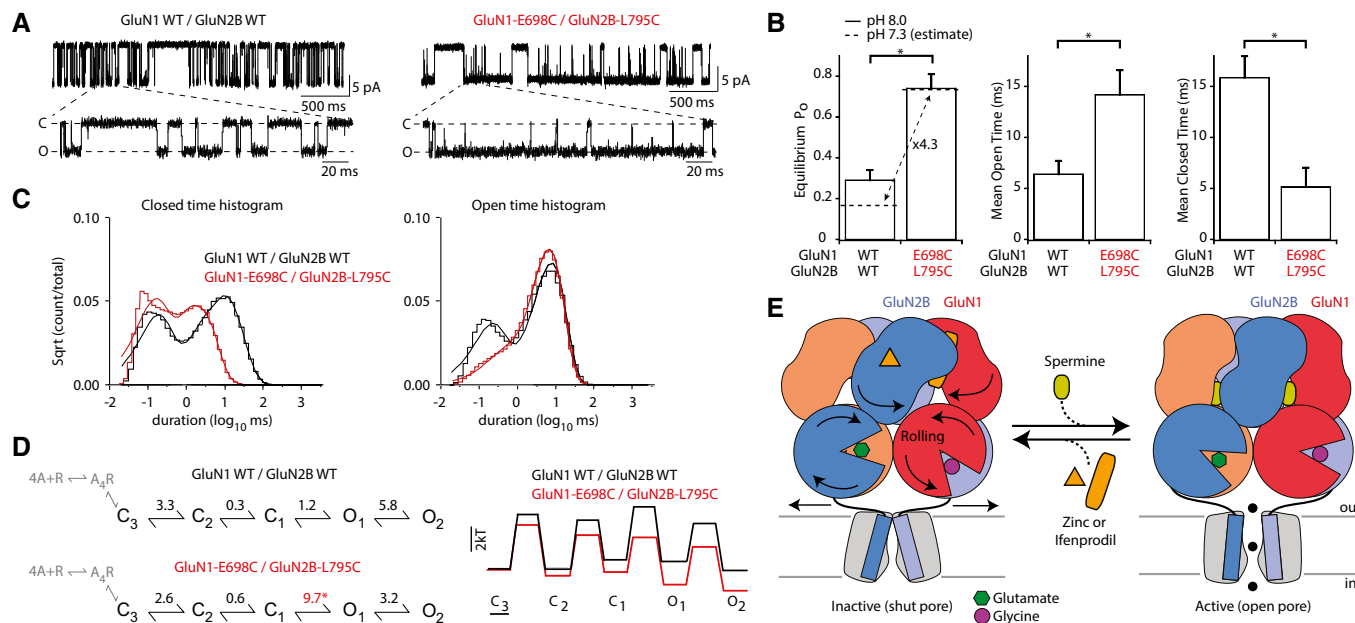 A
GluN1 WT / GluN2B WT
GluN1-E698C / GluN2B-L795C
5 pA
500 ms
5 pA
500 ms
C
O
20 ms
C
O
20 ms
B
pH 8.0
pH 7.3 (estimate)
*
*
*
Equilibrium Po
0.8
0.6
0.4
0.2
0
x4.3
Mean Open Time (ms)
15
10
5
0
Mean Closed Time (ms)
15
10
5
0
GluN1 WT E698C
GluN2B WT L795C
GluN1 WT E698C
GluN2B WT L795C
GluN1 WT E698C
GluN2B WT L795C
C
Closed time histogram
Open time histogram
GluN1 WT / GluN2B WT
GluN1-E698C / GluN2B-L795C
Sqrt (count/total)
0.10
0.05
0.00
-2 -1 0 1 2 3
duration (log10 ms)
0.10
0.05
0.00
-2 -1 0 1 2 3
duration (log10 ms)
D
GluN1 WT / GluN2B WT
4A+R A4R
3.3 0.3 1.2 5.8
C3 C2 C1 O1 O2
GluN1-E698C / GluN2B-L795C
4A+R A4R
2.6 0.6 9.7* 3.2
C3 C2 C1 O1 O2
GluN1 WT / GluN2B WT
GluN1-E698C / GluN2B-L795C
2kT
C3 C2 C1 O1 O2
E
GluN2B GluN1
GluN2B GluN1
Rolling
Spermine
Zinc or
Ifenprodil
ou
in
Inactive (shut pore)
Glutamate
Glycine
Active (open pore)